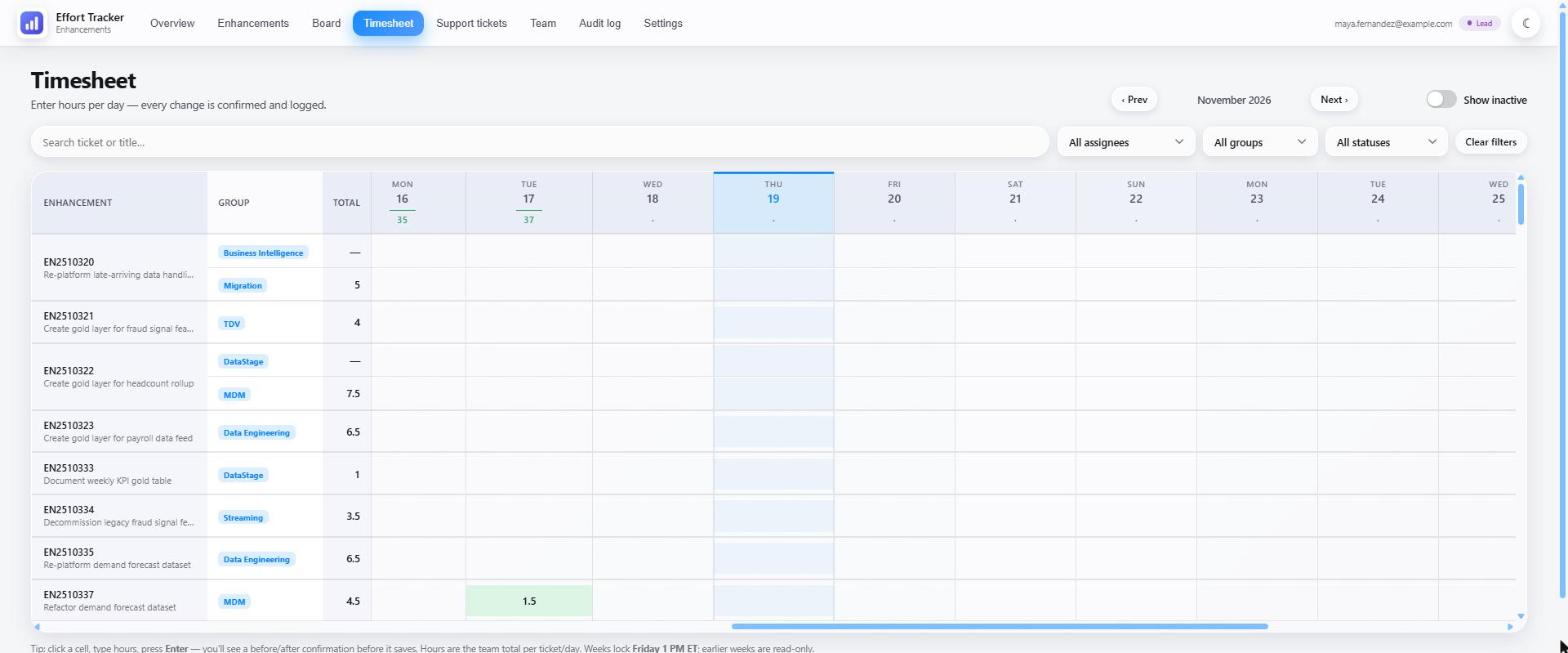 Effort Tracker
Enhancements
Overview Enhancements Board Timesheet Support tickets Team Audit log Settings
maya.fernandez@example.com Lead
Timesheet
Enter hours per day — every change is confirmed and logged.
‹ Prev November 2026 Next › Show inactive
Search ticket or title... All assignees All groups All statuses Clear filters
ENHANCEMENT GROUP TOTAL
MON TUE WED THU FRI SAT SUN MON TUE WED
16 17 18 19 20 21 22 23 24 25
35 37 · · · · · · · ·
EN2510320
Re-platform late-arriving data handli...
Business Intelligence —
Migration 5
EN2510321
Create gold layer for fraud signal fea...
TDV 4
EN2510322
Create gold layer for headcount rollup
DataStage —
MDM 7.5
EN2510323
Create gold layer for payroll data feed
Data Engineering 6.5
EN2510333
Document weekly KPI gold table
DataStage 1
EN2510334
Decommission legacy fraud signal fe...
Streaming 3.5
EN2510335
Re-platform demand forecast dataset
Data Engineering 6.5
EN2510337
Refactor demand forecast dataset
MDM 4.5 1.5
Tip: click a cell, type hours, press Enter — you'll see a before/after confirmation before it saves. Hours are the team total per ticket/day. Weeks lock Friday 1 PM ET; earlier weeks are read-only.